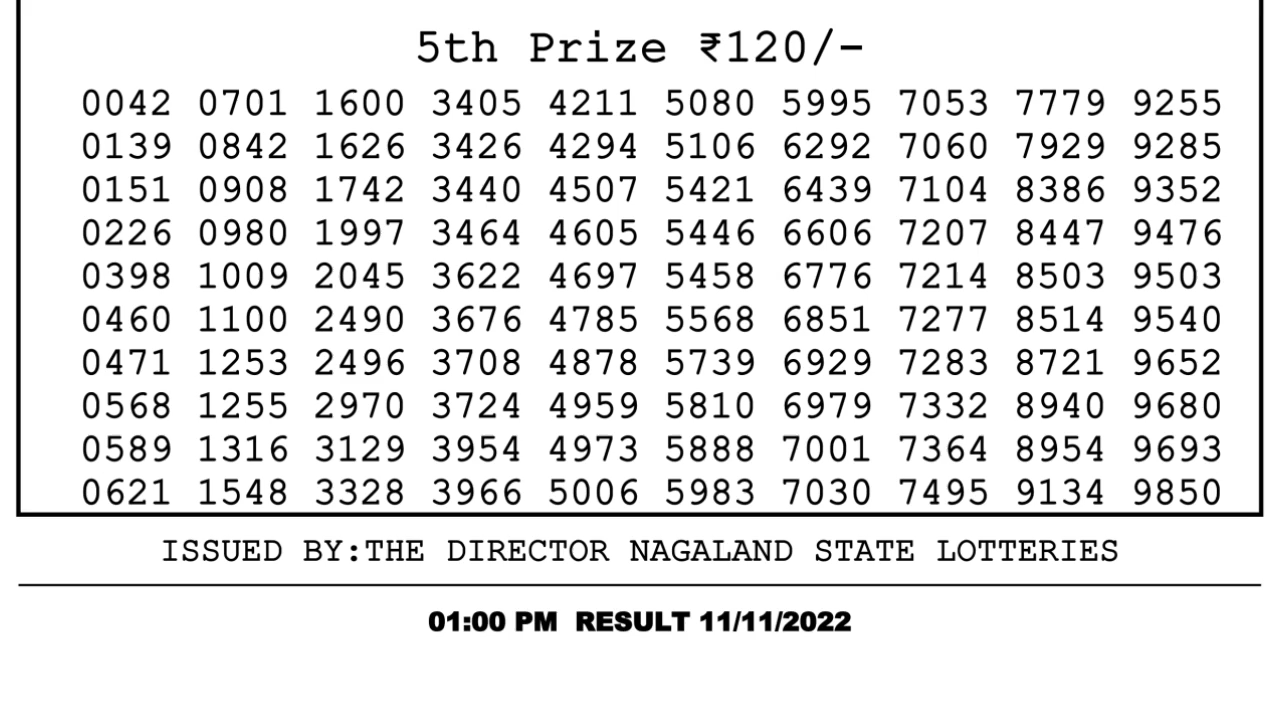 5th Prize ₹120/-
0042 0701 1600 3405 4211 5080 5995 7053 7779 9255
0139 0842 1626 3426 4294 5106 6292 7060 7929 9285
0151 0908 1742 3440 4507 5421 6439 7104 8386 9352
0226 0980 1997 3464 4605 5446 6606 7207 8447 9476
0398 1009 2045 3622 4697 5458 6776 7214 8503 9503
0460 1100 2490 3676 4785 5568 6851 7277 8514 9540
0471 1253 2496 3708 4878 5739 6929 7283 8721 9652
0568 1255 2970 3724 4959 5810 6979 7332 8940 9680
0589 1316 3129 3954 4973 5888 7001 7364 8954 9693
0621 1548 3328 3966 5006 5983 7030 7495 9134 9850
ISSUED BY:THE DIRECTOR NAGALAND STATE LOTTERIES
01:00 PM RESULT 11/11/2022